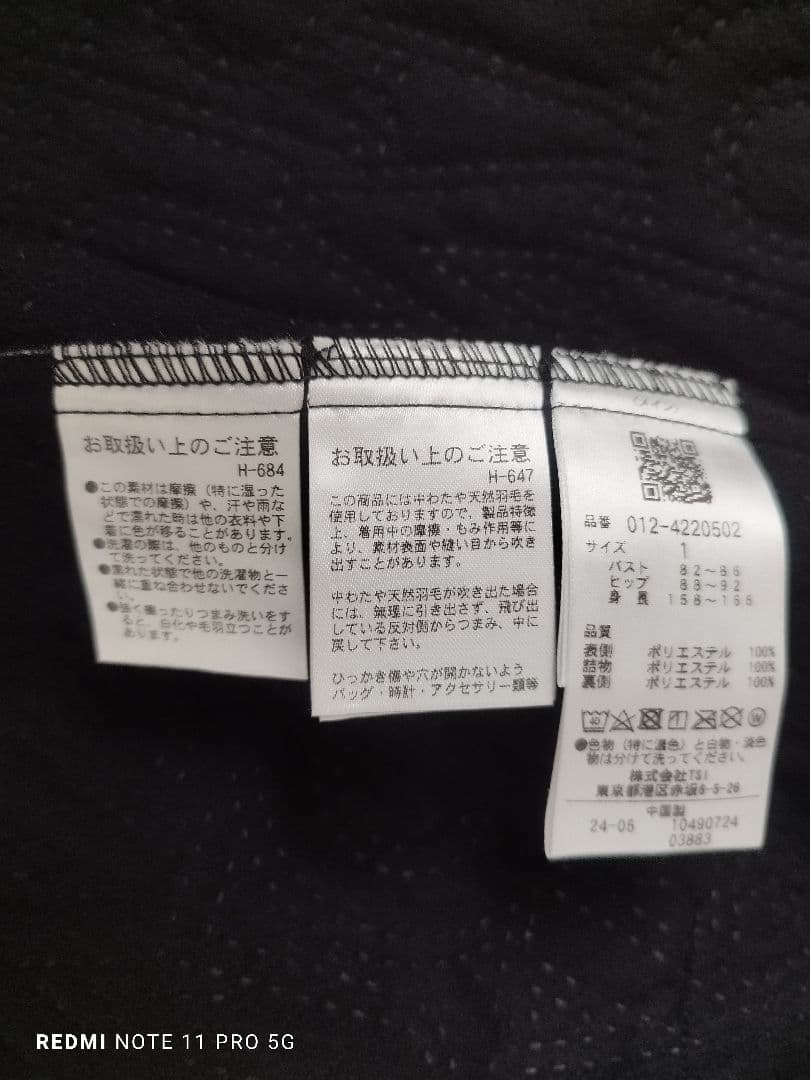 お取扱い上のご注意
H-684
●この素材は摩擦（特に湿った
状態での摩擦）や、汗や雨な
どで濡れた時は他の衣料や下
着に色が移ることがあります。
●洗濯の際は、他のものと分け
て洗ってください。
●濡れた状態で他の洗濯物と一
緒に重ね合わせないでくださ
い。
●強く擦ったりつまみ洗いをす
ると、白化や毛羽立つことが
あります。
お取扱い上のご注意
H-647
この商品には中わたや天然羽毛を
使用しておりますので、製品特徴
上、着用中の摩擦・もみ作用等に
より、素材表面や縫い目から吹き
出すことがあります。
中わたや天然羽毛が吹き出た場合
には、無理に引き出さず、飛び出
している反対側からつまみ、中に
戻して下さい。
ひっかき傷や穴が開かないよう
バッグ・時計・アクセサリー類等
(メイン)
品番 012-4220502
サイズ 1
バスト 82～86
ヒップ 88～92
身長 158～166
品質
表側 ポリエステル 100%
詰物 ポリエステル 100%
裏側 ポリエステル 100%
40 W
●色物（特に濃色）と白物・淡色
物は分けて洗ってください。
株式会社TSI
東京都港区赤坂8-5-26
中国製
24-06 10490724
03883
REDMI NOTE 11 PRO 5G